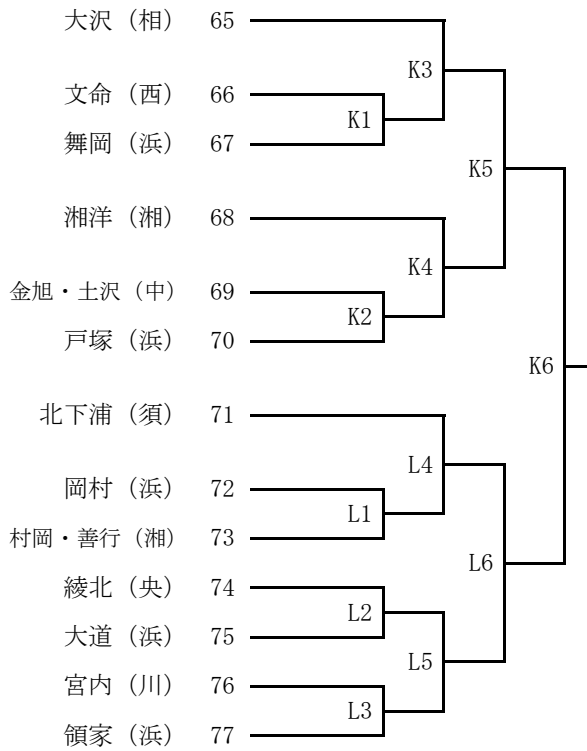 大沢（相） 65
K3
文命（西） 66
K1
舞岡（浜） 67
K5
湘洋（湘） 68
K4
金旭・土沢（中） 69
K2
戸塚（浜） 70
K6
北下浦（須） 71
L4
岡村（浜） 72
L1
村岡・善行（湘） 73
L6
綾北（央） 74
L2
大道（浜） 75
L5
宮内（川） 76
L3
領家（浜） 77